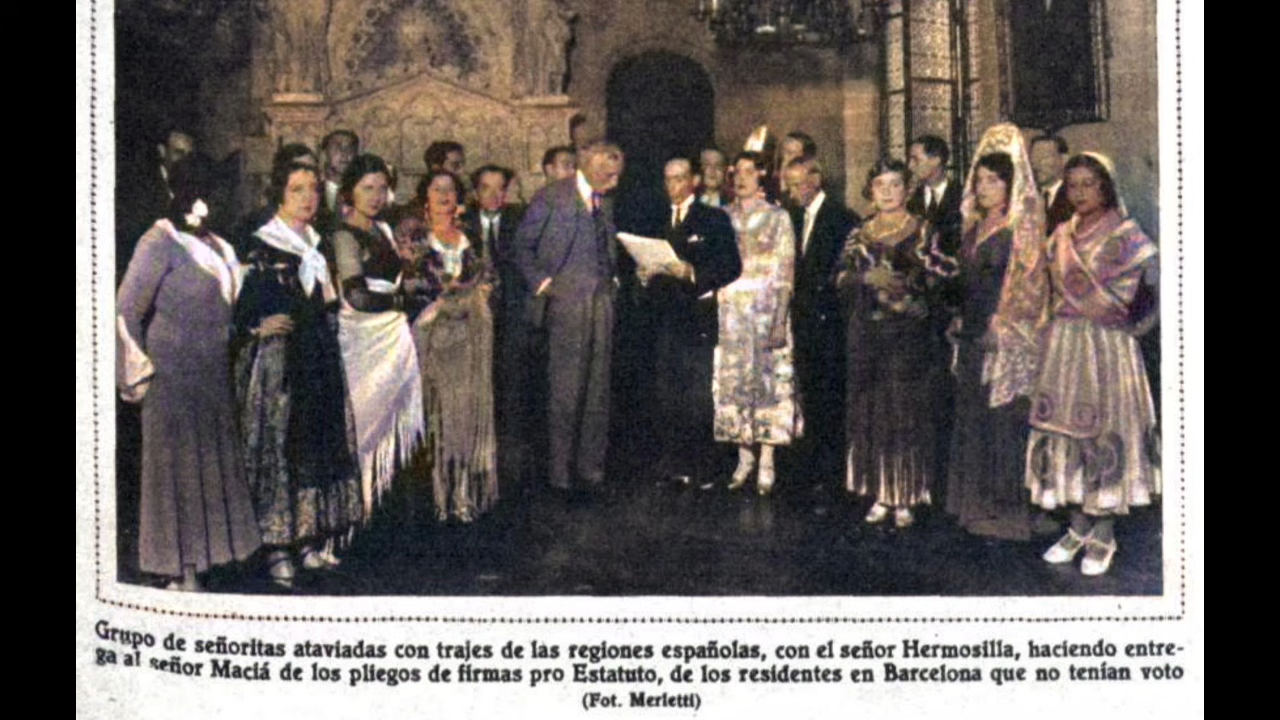 Grupo de señoritas ataviadas con trajes de las regiones españolas, con el señor Hermosilla, haciendo entre-
ga al señor Maciá de los pliegos de firmas pro Estatuto, de los residentes en Barcelona que no tenían voto
(Fot. Merletti)